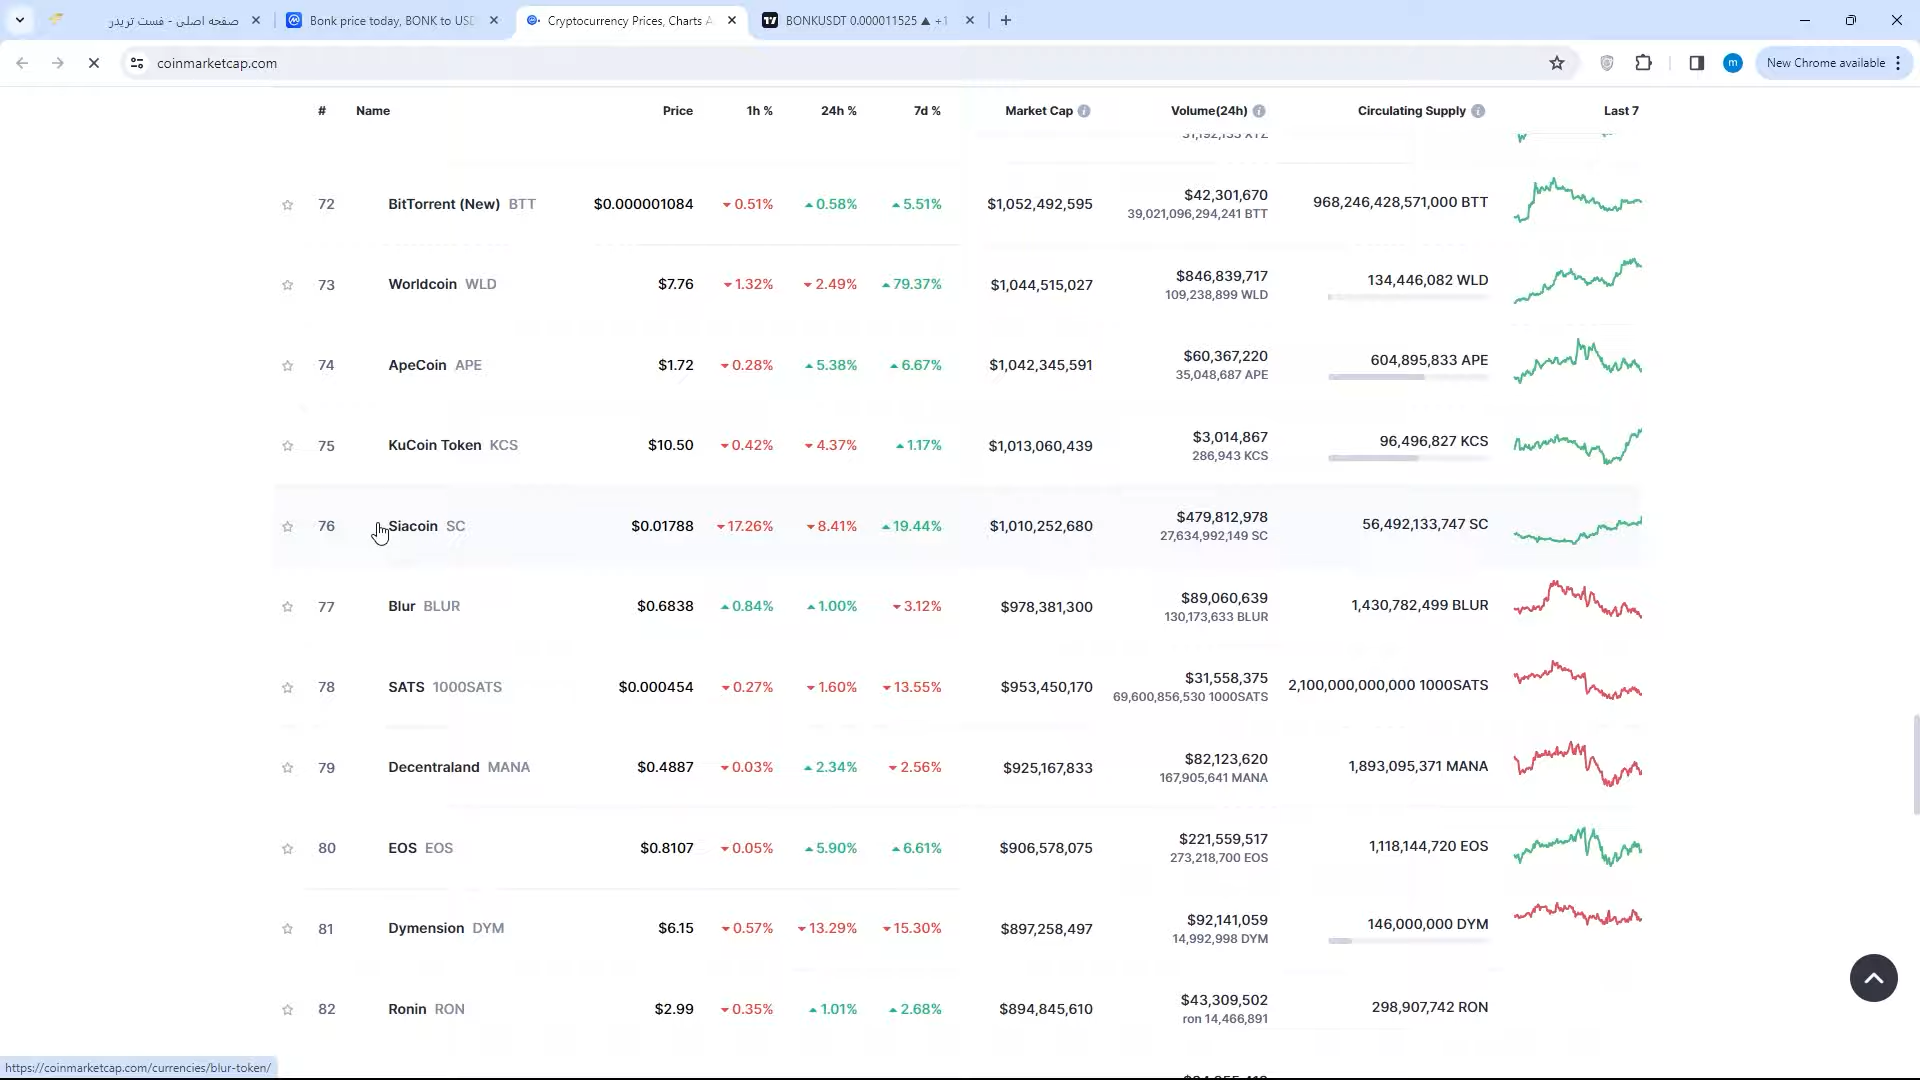 صفحه اصلی - فست تریدر
Bonk price today, BONK to USD
Cryptocurrency Prices, Charts A
BONKUSDT 0.000011525 ▲ +1
coinmarketcap.com
New Chrome available
# Name Price 1h % 24h % 7d % Market Cap Volume(24h) Circulating Supply Last 7
72 BitTorrent (New) BTT $0.000001084 0.51% 0.58% 5.51% $1,052,492,595 $42,301,670 968,246,428,571,000 BTT
39,021,096,294,241 BTT
73 Worldcoin WLD $7.76 1.32% 2.49% 79.37% $1,044,515,027 $846,839,717 134,446,082 WLD
109,238,899 WLD
74 ApeCoin APE $1.72 0.28% 5.38% 6.67% $1,042,345,591 $60,367,220 604,895,833 APE
35,048,687 APE
75 KuCoin Token KCS $10.50 0.42% 4.37% 1.17% $1,013,060,439 $3,014,867 96,496,827 KCS
286,943 KCS
76 Siacoin SC $0.01788 17.26% 8.41% 19.44% $1,010,252,680 $479,812,978 56,492,133,747 SC
27,634,992,149 SC
77 Blur BLUR $0.6838 0.84% 1.00% 3.12% $978,381,300 $89,060,639 1,430,782,499 BLUR
130,173,633 BLUR
78 SATS 1000SATS $0.000454 0.27% 1.60% 13.55% $953,450,170 $31,558,375 2,100,000,000,000 1000SATS
69,600,856,530 1000SATS
79 Decentraland MANA $0.4887 0.03% 2.34% 2.56% $925,167,833 $82,123,620 1,893,095,371 MANA
167,905,641 MANA
80 EOS EOS $0.8107 0.05% 5.90% 6.61% $906,578,075 $221,559,517 1,118,144,720 EOS
273,218,700 EOS
81 Dymension DYM $6.15 0.57% 13.29% 15.30% $897,258,497 $92,141,059 146,000,000 DYM
14,992,998 DYM
82 Ronin RON $2.99 0.35% 1.01% 2.68% $894,845,610 $43,309,502 298,907,742 RON
ron 14,466,891
https://coinmarketcap.com/currencies/blur-token/